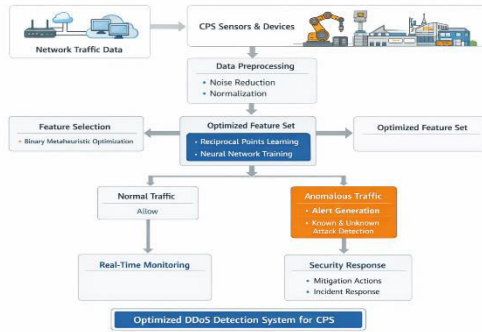 Network Traffic Data
CPS Sensors & Devices
Data Preprocessing
• Noise Reduction
• Normalization
Feature Selection
• Binary Metaheuristic Optimization
Optimized Feature Set
• Reciprocal Points Learning
• Neural Network Training
Optimized Feature Set
Normal Traffic
Allow
Anomalous Traffic
• Alert Generation
• Known & Unknown
Attack Detection
Real-Time Monitoring
Security Response
• Mitigation Actions
• Incident Response
Optimized DDoS Detection System for CPS